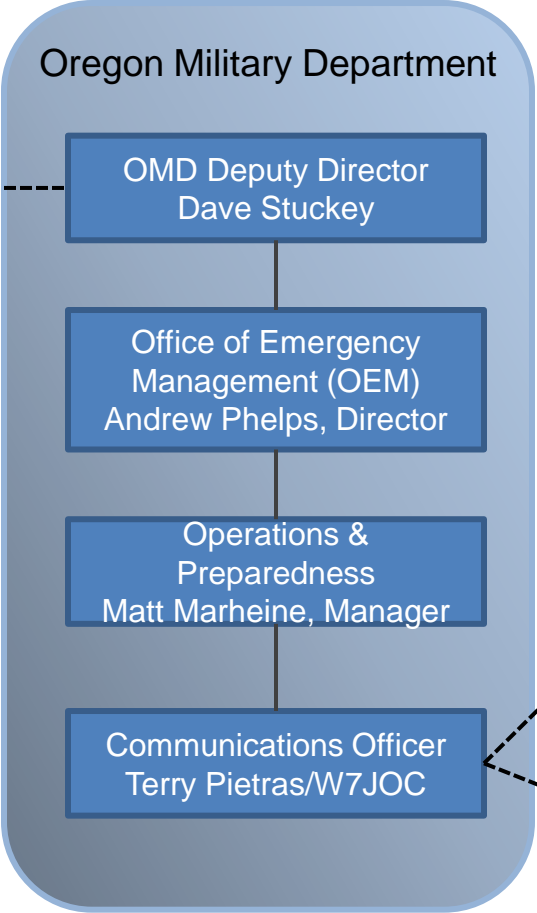 Oregon Military Department
OMD Deputy Director
Dave Stuckey
Office of Emergency
Management (OEM)
Andrew Phelps, Director
Operations &
Preparedness
Matt Marheine, Manager
Communications Officer
Terry Pietras/W7JOC